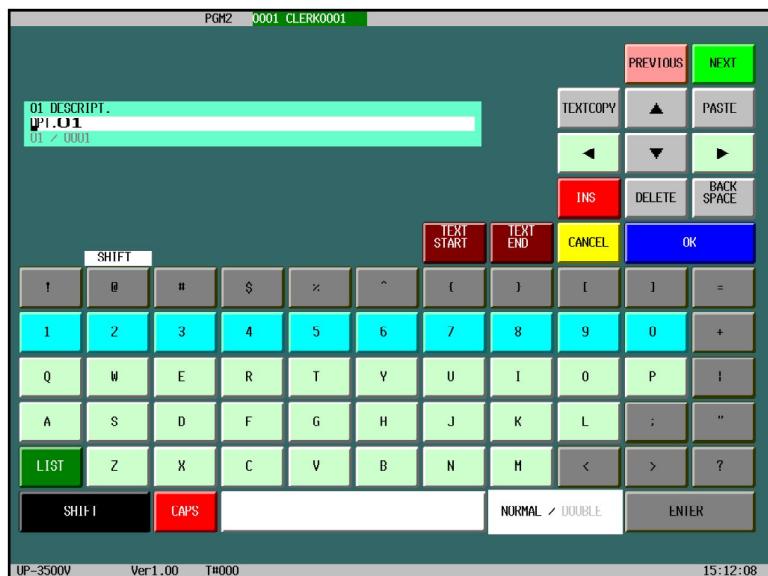 PGM2 0001 CLERK0001
PREVIOUS NEXT
01 DESCRIPT.
DPT.01
01 / 0001
TEXTCOPY ▲ PASTE
◀ ▼ ▶
INS DELETE BACK SPACE
TEXT START TEXT END CANCEL OK
SHIFT
! @ # $ % ^ { } [ ] =
1 2 3 4 5 6 7 8 9 0 +
Q W E R T Y U I O P ¦
A S D F G H J K L ; "
LIST Z X C V B N M < > ?
SHIFT CAPS NORMAL / DOUBLE ENTER
UP-3500V Ver1.00 T#000 15:12:08